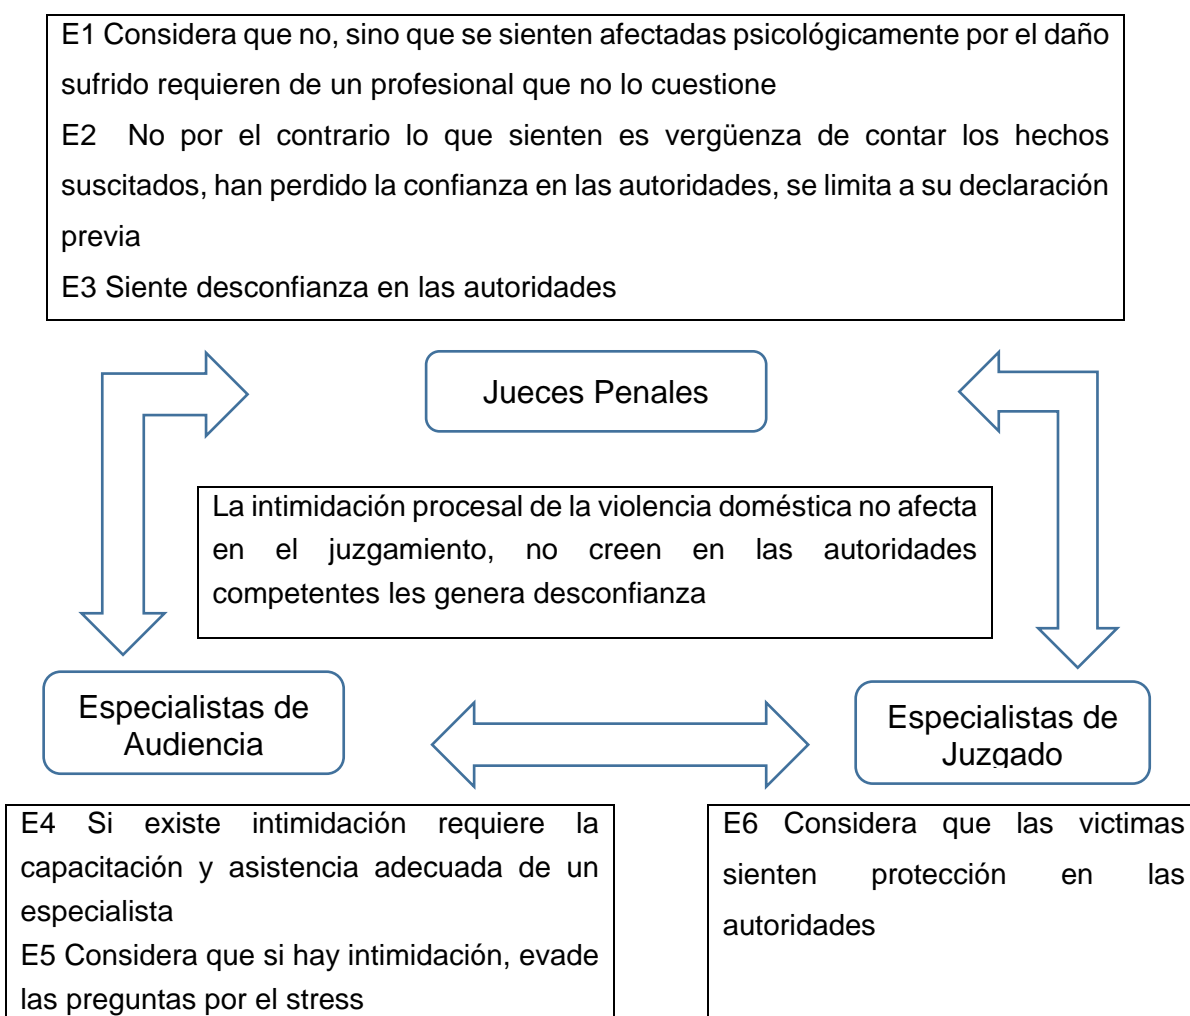 E1 Considera que no, sino que se sienten afectadas psicológicamente por el daño
sufrido requieren de un profesional que no lo cuestione
E2 No por el contrario lo que sienten es vergüenza de contar los hechos
suscitados, han perdido la confianza en las autoridades, se limita a su declaración
previa
E3 Siente desconfianza en las autoridades
Jueces Penales
La intimidación procesal de la violencia doméstica no afecta
en el juzgamiento, no creen en las autoridades
competentes les genera desconfianza
Especialistas de
Audiencia
Especialistas de
Juzgado
E4 Si existe intimidación requiere la
capacitación y asistencia adecuada de un
especialista
E5 Considera que si hay intimidación, evade
las preguntas por el stress
E6 Considera que las victimas
sienten protección en las
autoridades